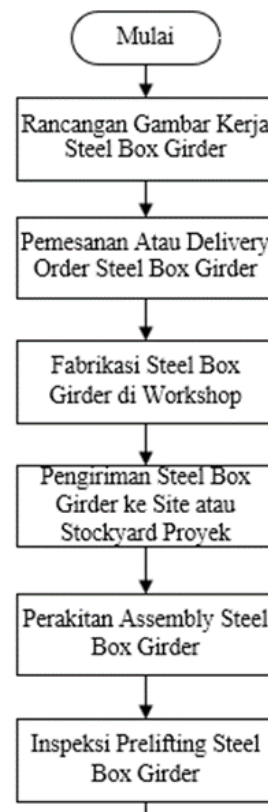 Mulai
Rancangan Gambar Kerja
Steel Box Girder
Pemesanan Atau Delivery
Order Steel Box Girder
Fabrikasi Steel Box
Girder di Workshop
Pengiriman Steel Box
Girder ke Site atau
Stockyard Proyek
Perakitan Assembly Steel
Box Girder
Inspeksi Prelifting Steel
Box Girder